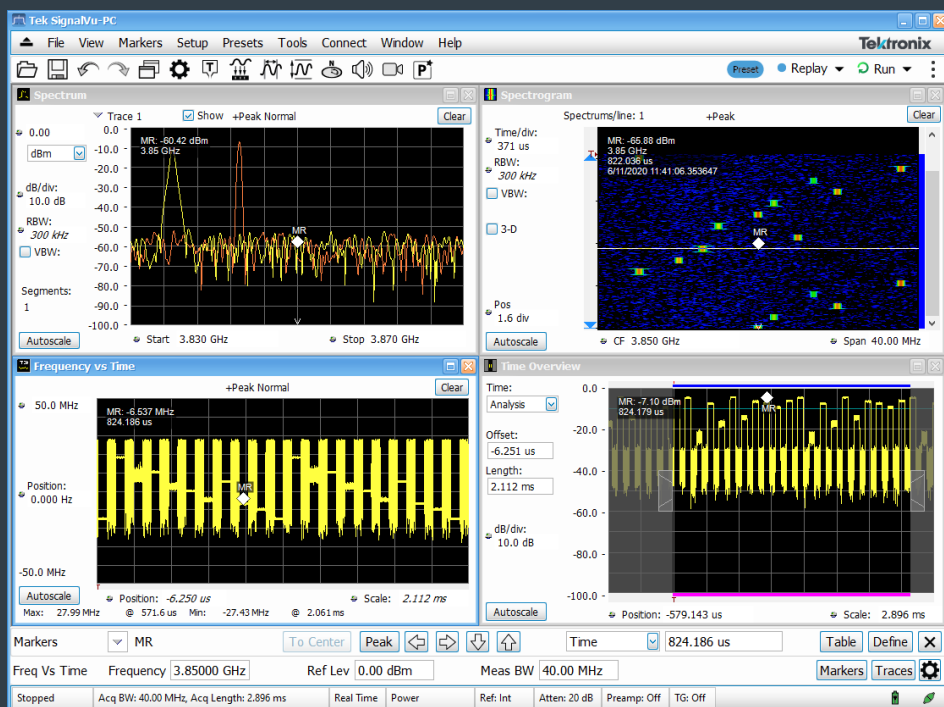 Tek SignalVu-PC
File View Markers Setup Presets Tools Connect Window Help
Tektronix
Preset Replay Run
Spectrum
Trace 1 Show +Peak Normal Clear
0.00
dBm
dB/div:
10.0 dB
RBW:
300 kHz
VBW:
Segments:
1
Autoscale
0.0
-10.0
-20.0
-30.0
-40.0
-50.0
-60.0
-70.0
-80.0
-90.0
-100.0
MR: -60.42 dBm
3.85 GHz
MR
Start 3.830 GHz Stop 3.870 GHz
Spectrogram
Spectrums/line: 1 +Peak Clear
Time/div:
371 us
RBW:
300 kHz
VBW:
3-D
Pos
1.6 div
Autoscale
MR: -65.88 dBm
3.85 GHz
822.036 us
6/11/2020 11:41:06.353647
MR
CF 3.850 GHz Span 40.00 MHz
Frequency vs Time
+Peak Normal Clear
50.0 MHz
Position:
0.000 Hz
-50.0 MHz
Autoscale
MR: -6.537 MHz
824.186 us
MR
Position: -6.250 us Scale: 2.112 ms
Max: 27.99 MHz @ 571.6 us Min: -27.43 MHz @ 2.061 ms
Time Overview
Time:
Analysis
Offset:
-6.251 us
Length:
2.112 ms
dB/div:
10.0 dB
Autoscale
0.0
-20.0
-40.0
-60.0
-80.0
-100.0
MR: -7.10 dBm
824.179 us
MR
Position: -579.143 us Scale: 2.896 ms
Markers MR To Center Peak Time 824.186 us Table Define
Freq Vs Time Frequency 3.85000 GHz Ref Lev 0.00 dBm Meas BW 40.00 MHz Markers Traces
Stopped Acq BW: 40.00 MHz, Acq Length: 2.896 ms Real Time Power Ref: Int Atten: 20 dB Preamp: Off TG: Off